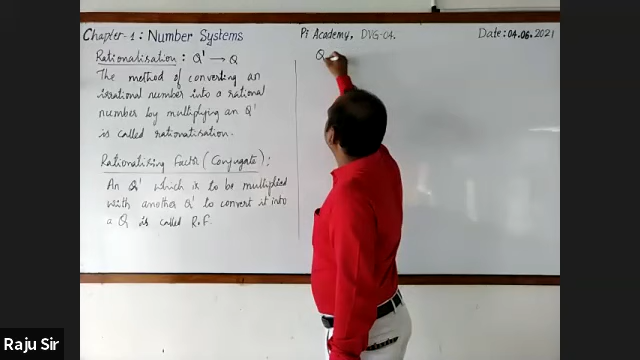 Chapter-1: Number Systems
Pi Academy, DVG-04.
Date: 04.06.2021
Rationalisation : Q' → Q
The method of converting an
irrational number into a rational
number by multiplying an Q'
is called rationalisation.
Rationalising Factor (Conjugate):
An Q' which is to be multiplied
with another Q' to convert it into
a Q is called R.F.
Q
Raju Sir